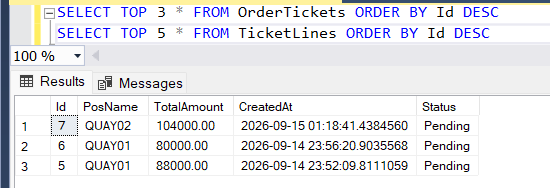 SELECT TOP 3 * FROM OrderTickets ORDER BY Id DESC
SELECT TOP 5 * FROM TicketLines ORDER BY Id DESC
100 %
Results Messages
Id PosName TotalAmount CreatedAt Status
1 7 QUAY02 104000.00 2026-09-15 01:18:41.4384560 Pending
2 6 QUAY01 80000.00 2026-09-14 23:56:20.9035568 Pending
3 5 QUAY01 88000.00 2026-09-14 23:52:09.8111059 Pending